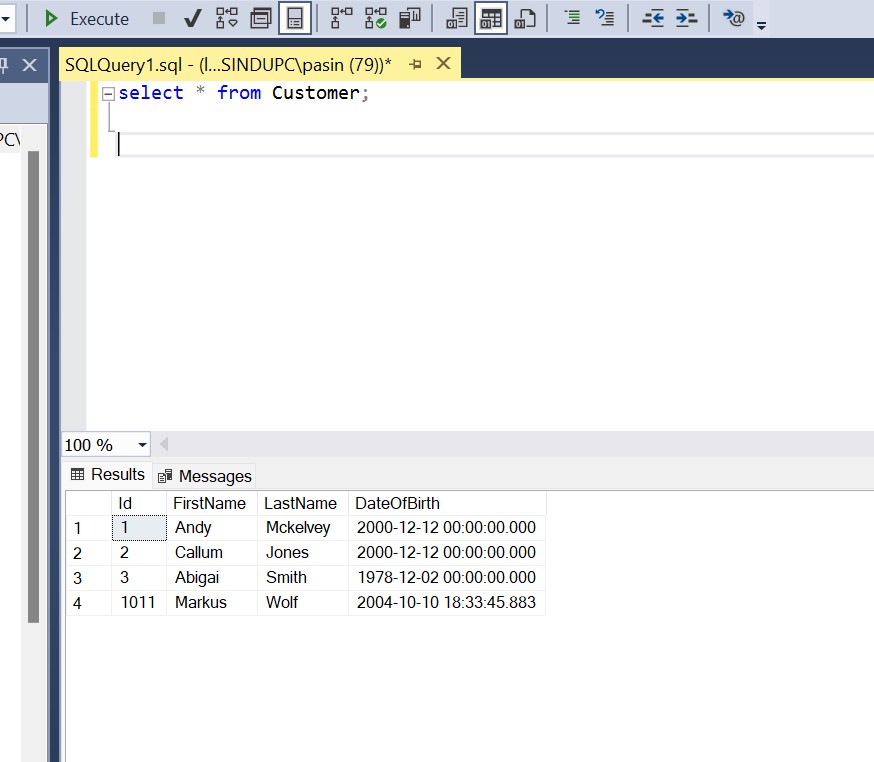 Execute
SQLQuery1.sql - (l...SINDUPC\pasin (79))*
select * from Customer;
PC\
100 %
Results Messages
Id FirstName LastName DateOfBirth
1 1 Andy Mckelvey 2000-12-12 00:00:00.000
2 2 Callum Jones 2000-12-12 00:00:00.000
3 3 Abigai Smith 1978-12-02 00:00:00.000
4 1011 Markus Wolf 2004-10-10 18:33:45.883